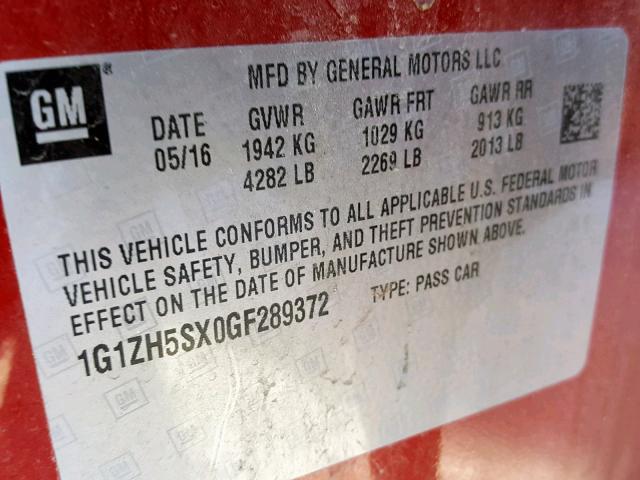 GM
MFD BY GENERAL MOTORS LLC
DATE GVWR GAWR FRT GAWR RR
05/16 1942 KG 1029 KG 913 KG
4282 LB 2269 LB 2013 LB
THIS VEHICLE CONFORMS TO ALL APPLICABLE U.S. FEDERAL MOTOR
VEHICLE SAFETY, BUMPER, AND THEFT PREVENTION STANDARDS IN
EFFECT ON THE DATE OF MANUFACTURE SHOWN ABOVE.
1G1ZH5SX0GF289372 TYPE: PASS CAR